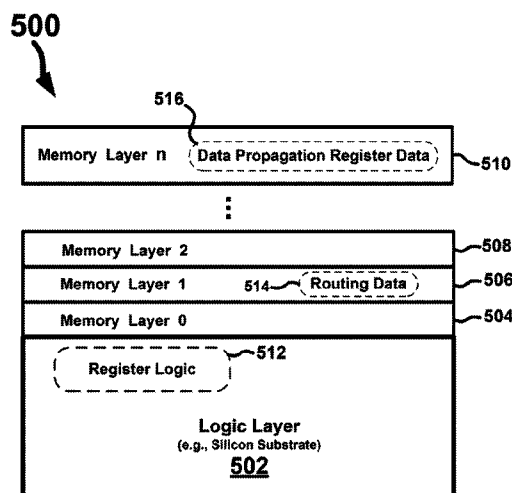 500
516
Memory Layer n
Data Propagation Register Data
510
Memory Layer 2
508
Memory Layer 1
514
Routing Data
506
Memory Layer 0
504
Register Logic
512
Logic Layer
(e.g., Silicon Substrate)
502